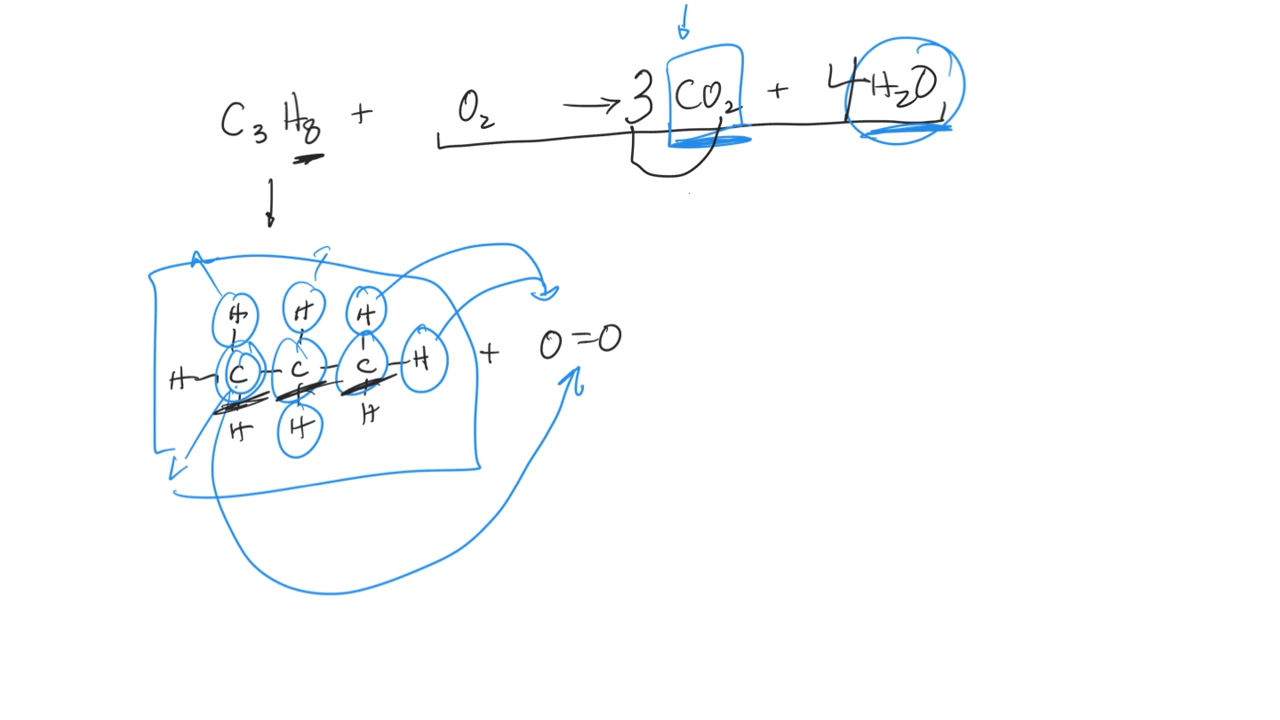 C₃H₈ + O₂ → 3CO₂ + 4H₂O
H H H
H-C-C-C-H + O=O
H H H